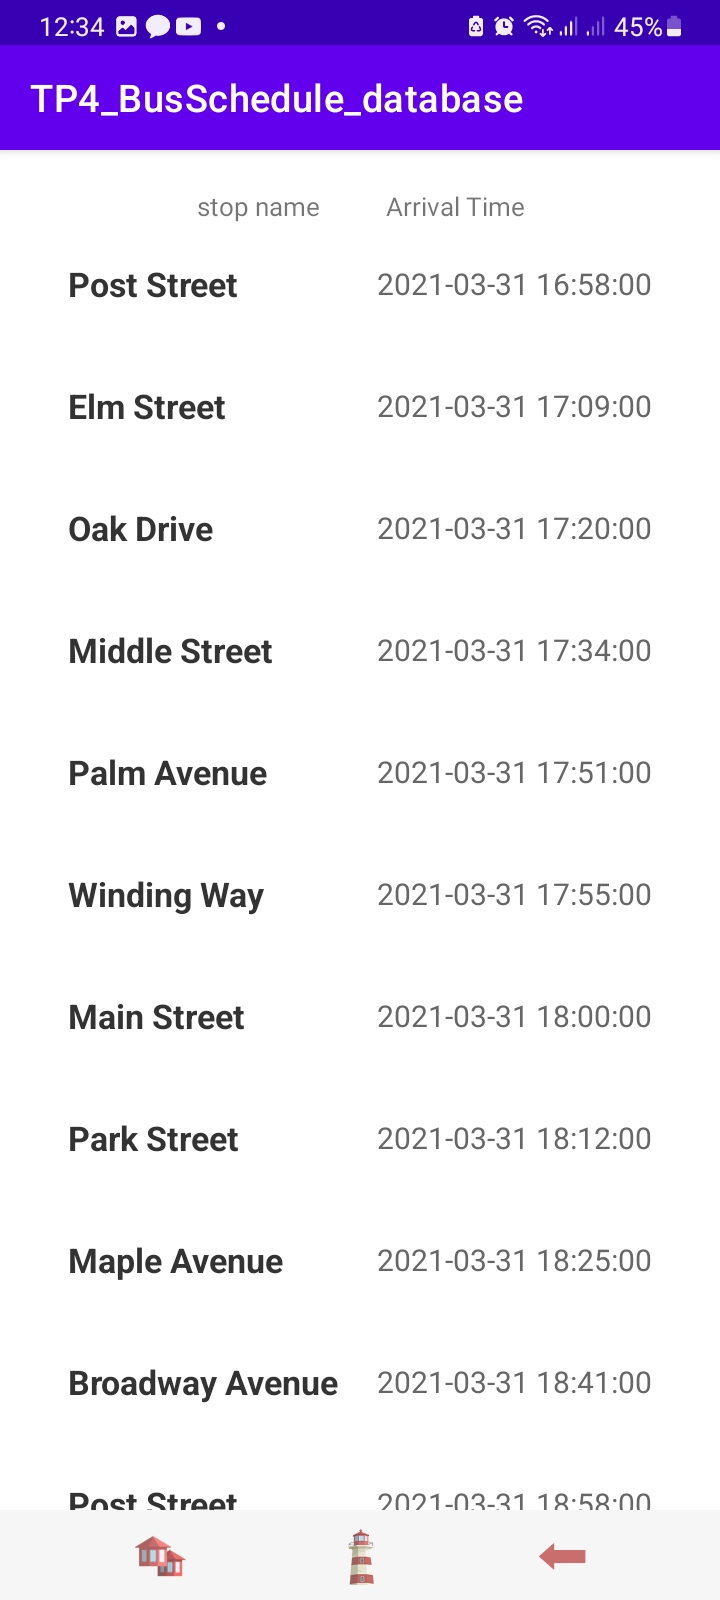 12:34 45%
TP4_BusSchedule_database
stop name Arrival Time
Post Street 2021-03-31 16:58:00
Elm Street 2021-03-31 17:09:00
Oak Drive 2021-03-31 17:20:00
Middle Street 2021-03-31 17:34:00
Palm Avenue 2021-03-31 17:51:00
Winding Way 2021-03-31 17:55:00
Main Street 2021-03-31 18:00:00
Park Street 2021-03-31 18:12:00
Maple Avenue 2021-03-31 18:25:00
Broadway Avenue 2021-03-31 18:41:00
Post Street 2021-03-31 18:58:00